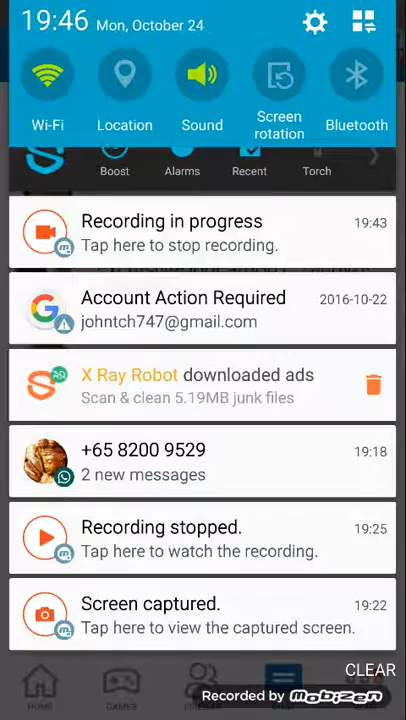 19:46 Mon, October 24
Wi-Fi
Location
Sound
Screen
rotation
Bluetooth
Boost
Alarms
Recent
Torch
Recording in progress
19:43
Tap here to stop recording.
Account Action Required
2016-10-22
johntch747@gmail.com
X Ray Robot downloaded ads
Scan & clean 5.19MB junk files
+65 8200 9529
19:18
2 new messages
Recording stopped.
19:25
Tap here to watch the recording.
Screen captured.
19:22
Tap here to view the captured screen.
CLEAR
HOME
GAMES
Recorded by Mobizen